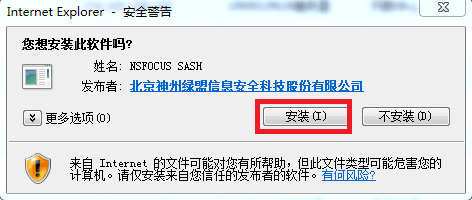 Internet Explorer - 安全警告
您想安装此软件吗?
名称: NSFOCUS SASH
发布者: 北京神州绿盟信息安全科技股份有限公司
更多选项(O)
安装(I)
不安装(D)
来自 Internet 的文件可能对您有所帮助，但此文件类型可能危害您的
计算机。请仅安装来自您信任的发布者的软件。有何风险?